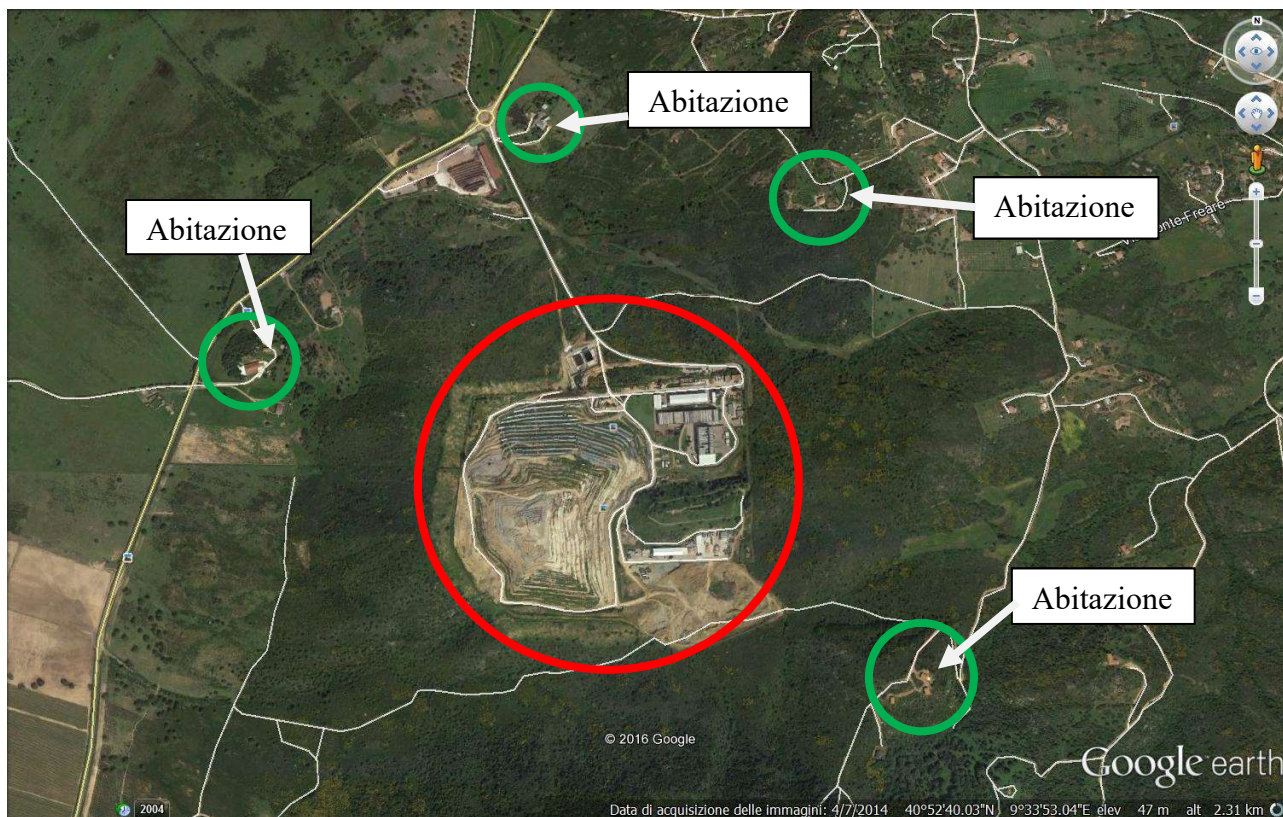 N
Abitazione
Abitazione
Abitazione
Abitazione
© 2016 Google
Google earth
2004
Data di acquisizione delle immagini: 4/7/2014 40°52'40.03"N 9°33'53.04"E elev 47 m alt 2.31 km